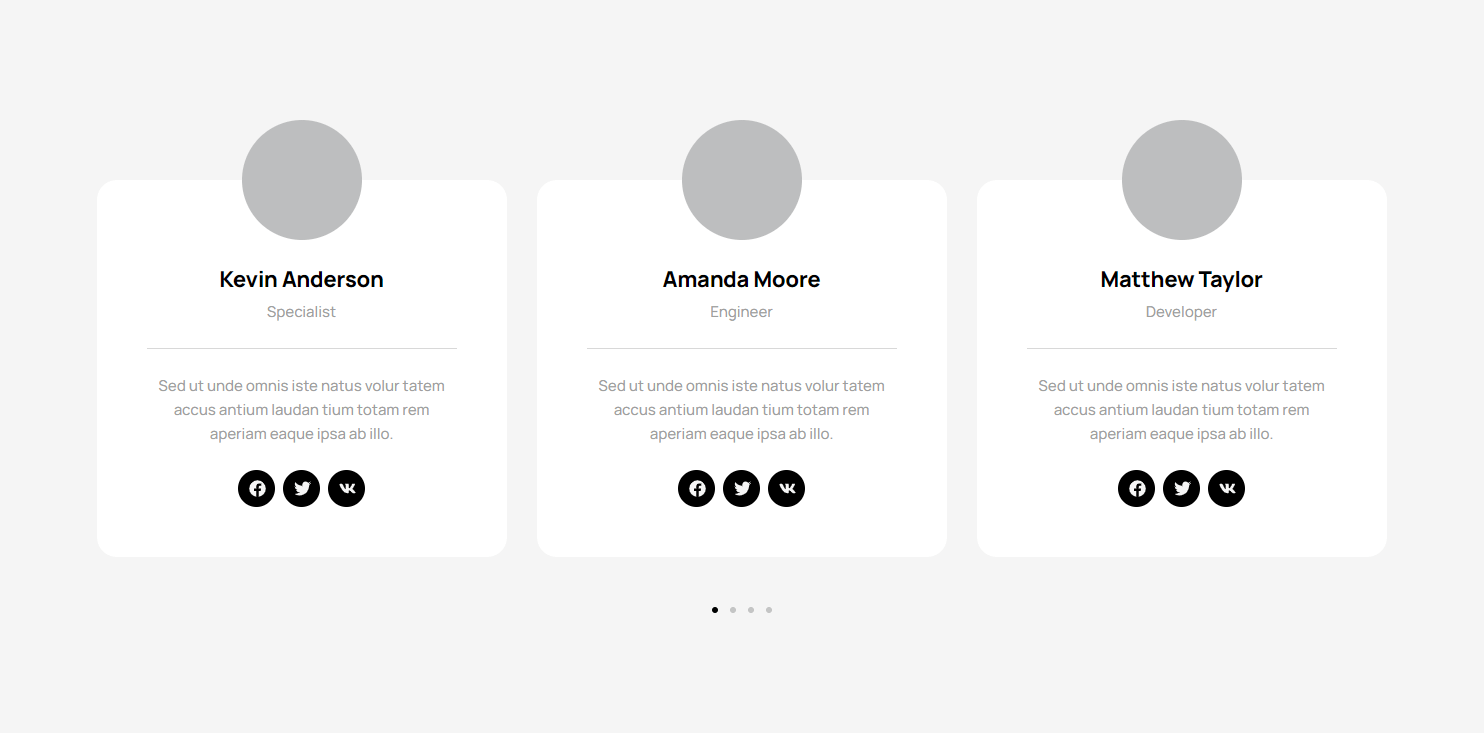 Kevin Anderson
Specialist
Sed ut unde omnis iste natus volur tatem
accus antium laudan tium totam rem
aperiam eaque ipsa ab illo.
Amanda Moore
Engineer
Sed ut unde omnis iste natus volur tatem
accus antium laudan tium totam rem
aperiam eaque ipsa ab illo.
Matthew Taylor
Developer
Sed ut unde omnis iste natus volur tatem
accus antium laudan tium totam rem
aperiam eaque ipsa ab illo.